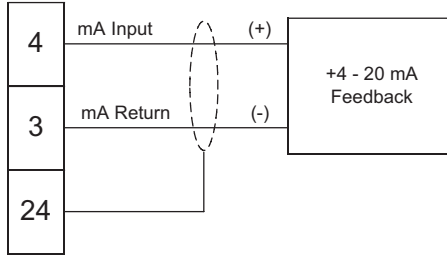 4
mA Input
(+)
+4 - 20 mA
Feedback
3
mA Return
(-)
24